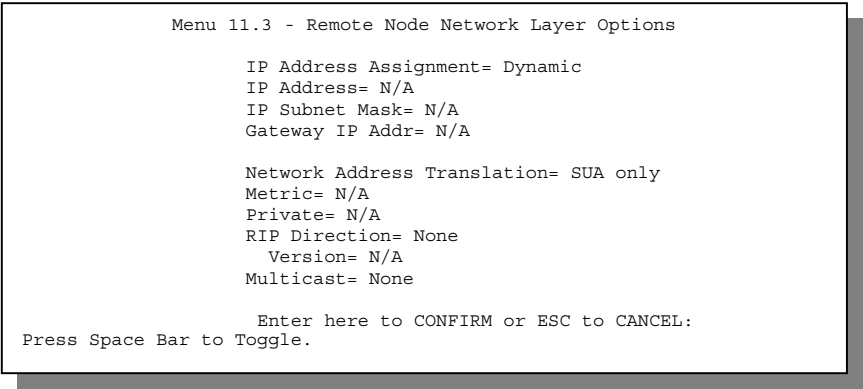 Menu 11.3 - Remote Node Network Layer Options
IP Address Assignment= Dynamic
IP Address= N/A
IP Subnet Mask= N/A
Gateway IP Addr= N/A
Network Address Translation= SUA only
Metric= N/A
Private= N/A
RIP Direction= None
Version= N/A
Multicast= None
Enter here to CONFIRM or ESC to CANCEL:
Press Space Bar to Toggle.